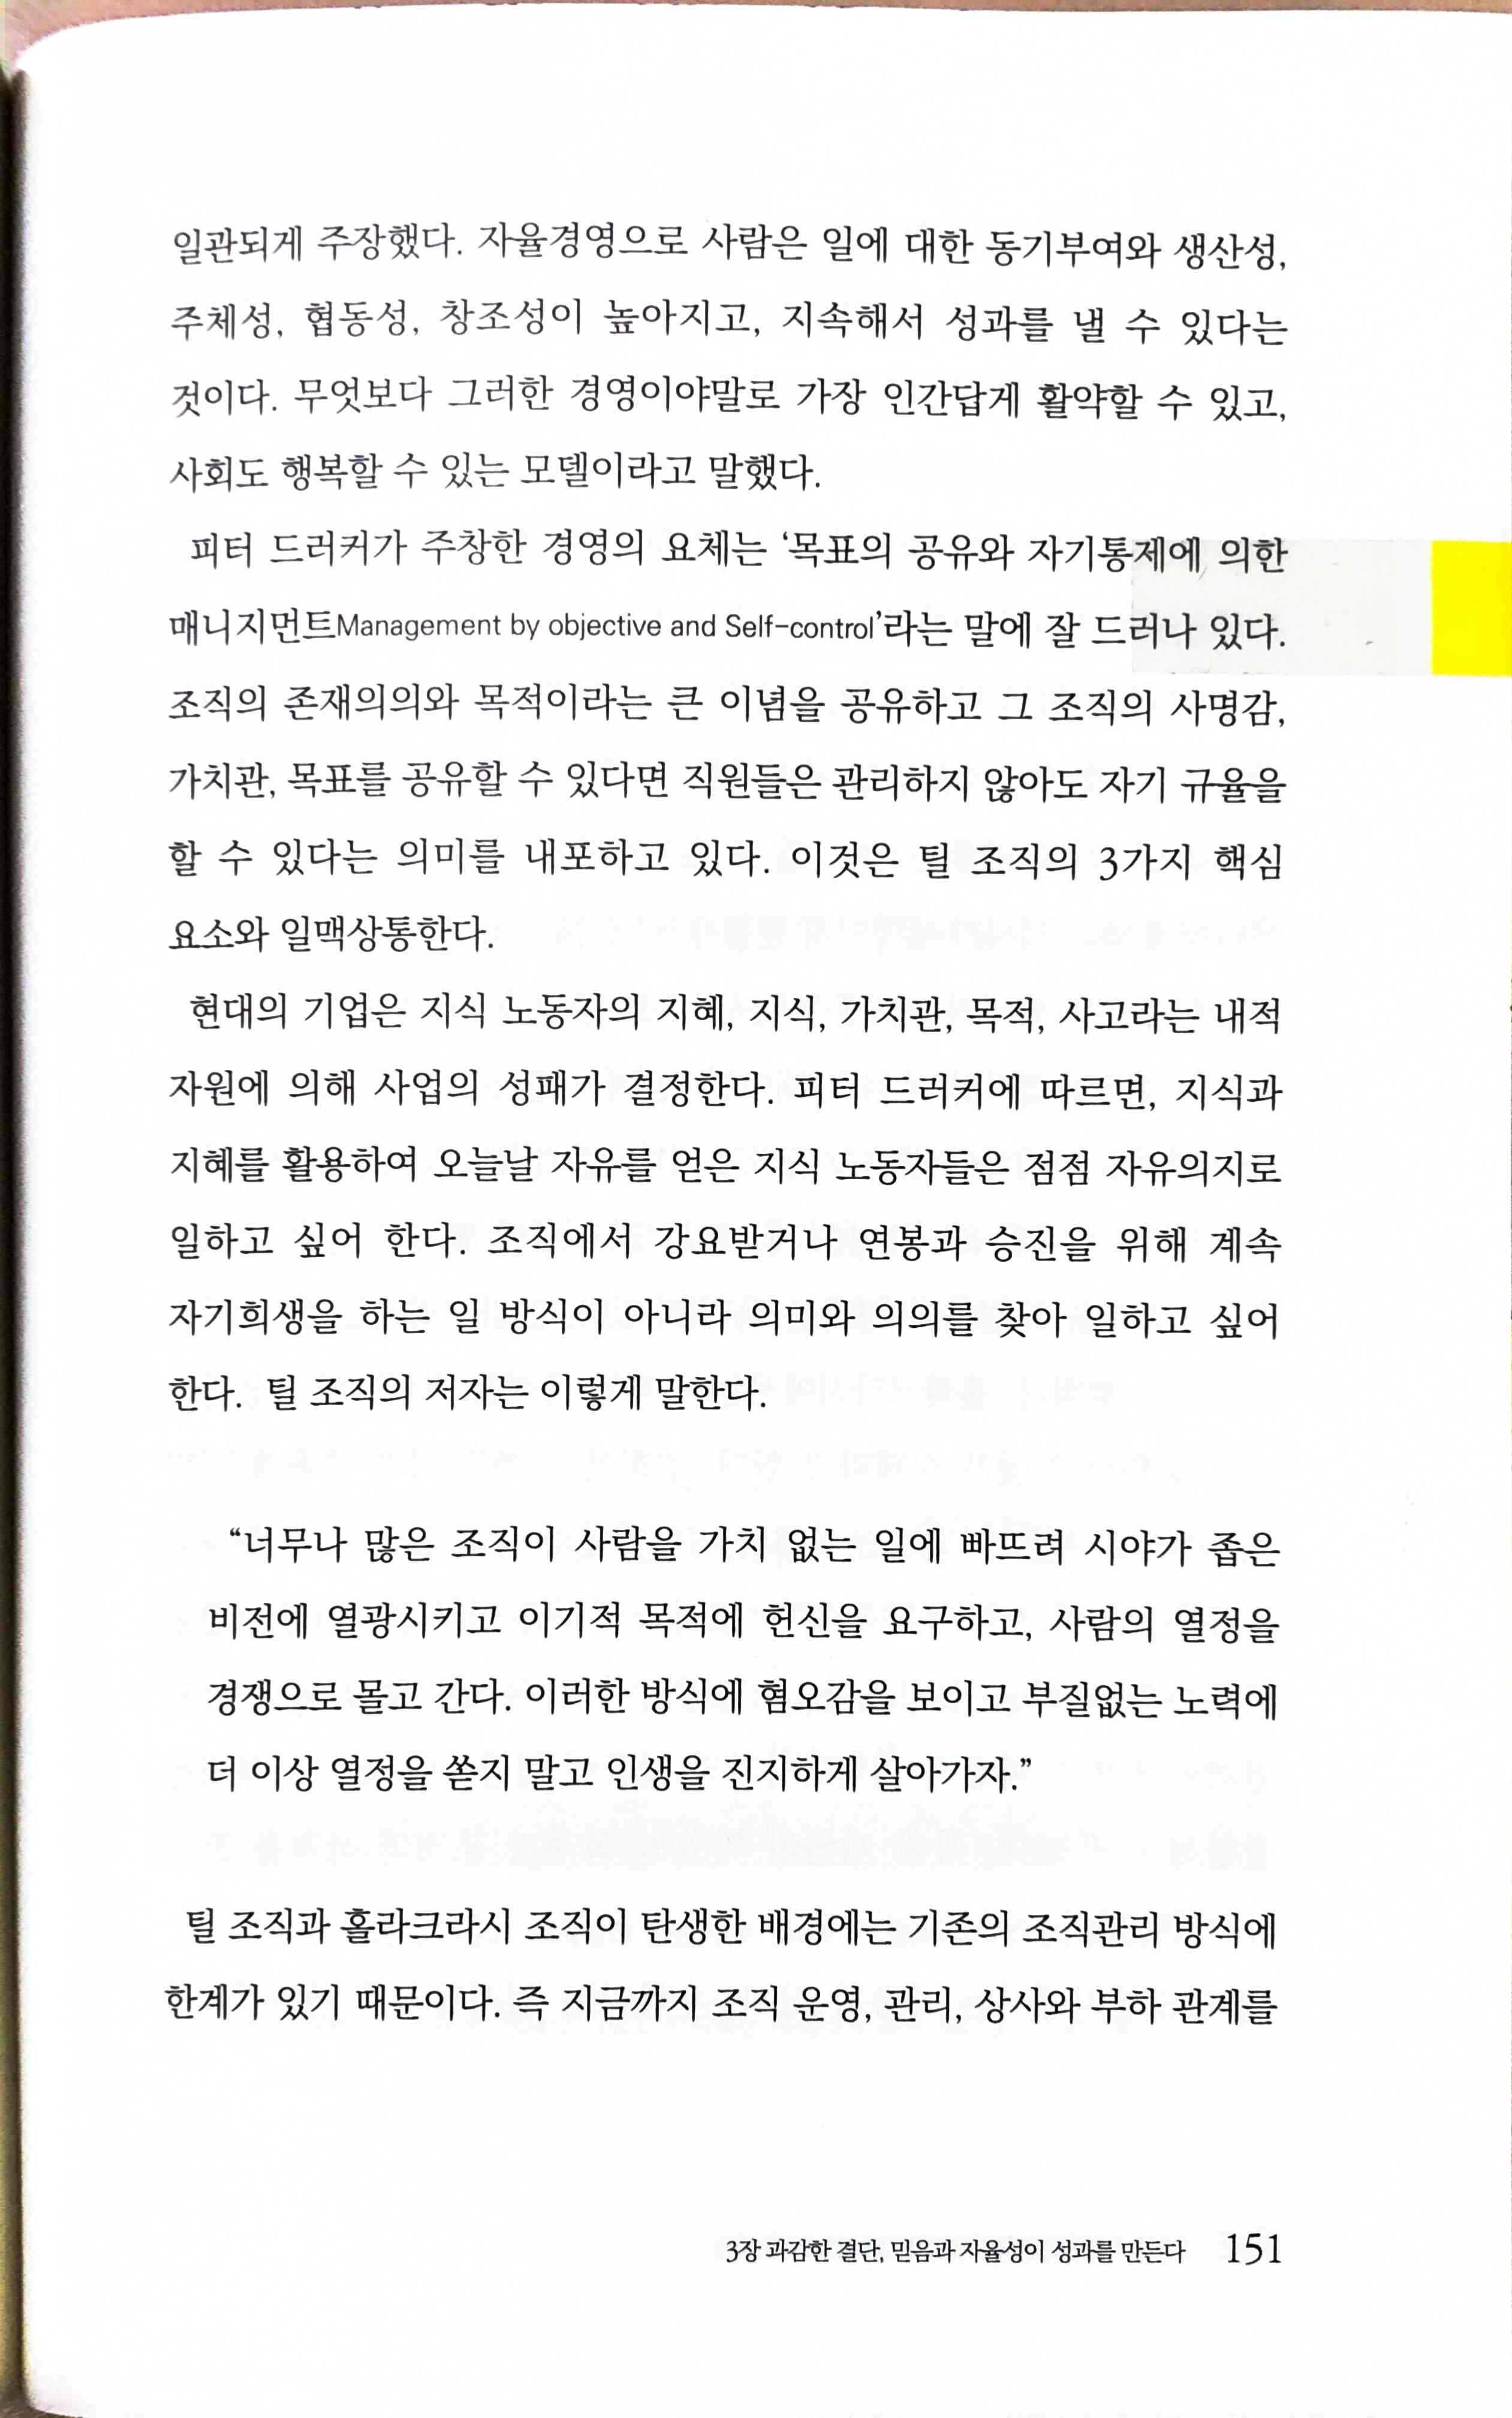 일관되게 주장했다. 자율경영으로 사람은 일에 대한 동기부여와 생산성,
주체성, 협동성, 창조성이 높아지고, 지속해서 성과를 낼 수 있다는
것이다. 무엇보다 그러한 경영이야말로 가장 인간답게 활약할 수 있고,
사회도 행복할 수 있는 모델이라고 말했다.
피터 드러커가 주창한 경영의 요체는 ‘목표의 공유와 자기통제에 의한
매니지먼트Management by objective and Self-control’라는 말에 잘 드러나 있다.
조직의 존재의의와 목적이라는 큰 이념을 공유하고 그 조직의 사명감,
가치관, 목표를 공유할 수 있다면 직원들은 관리하지 않아도 자기 규율을
할 수 있다는 의미를 내포하고 있다. 이것은 틸 조직의 3가지 핵심
요소와 일맥상통한다.
현대의 기업은 지식 노동자의 지혜, 지식, 가치관, 목적, 사고라는 내적
자원에 의해 사업의 성패가 결정한다. 피터 드러커에 따르면, 지식과
지혜를 활용하여 오늘날 자유를 얻은 지식 노동자들은 점점 자유의지로
일하고 싶어 한다. 조직에서 강요받거나 연봉과 승진을 위해 계속
자기희생을 하는 일 방식이 아니라 의미와 의의를 찾아 일하고 싶어
한다. 틸 조직의 저자는 이렇게 말한다.
“너무나 많은 조직이 사람을 가치 없는 일에 빠뜨려 시야가 좁은
비전에 열광시키고 이기적 목적에 헌신을 요구하고, 사람의 열정을
경쟁으로 몰고 간다. 이러한 방식에 혐오감을 보이고 부질없는 노력에
더 이상 열정을 쏟지 말고 인생을 진지하게 살아가자.”
틸 조직과 홀라크라시 조직이 탄생한 배경에는 기존의 조직관리 방식에
한계가 있기 때문이다. 즉 지금까지 조직 운영, 관리, 상사와 부하 관계를
3장 과감한 결단, 믿음과 자율성이 성과를 만든다 151